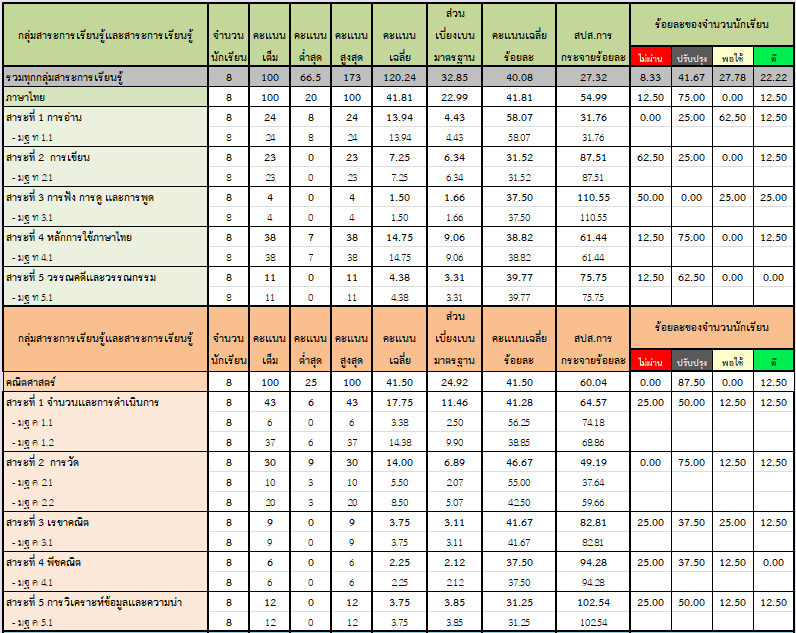 กลุ่มสาระการเรียนรู้และสาระการเรียนรู้ จำนวนนักเรียน คะแนนเต็ม คะแนนต่ำสุด คะแนนสูงสุด คะแนนเฉลี่ย ส่วนเบี่ยงเบนมาตรฐาน คะแนนเฉลี่ยร้อยละ สปส.การกระจายร้อยละ ร้อยละของจำนวนนักเรียน
ไม่ผ่าน ปรับปรุง พอใช้ ดี
รวมทุกกลุ่มสาระการเรียนรู้ 8 100 66.5 173 120.24 32.85 40.08 27.32 8.33 41.67 27.78 22.22
ภาษาไทย 8 100 20 100 41.81 22.99 41.81 54.99 12.50 75.00 0.00 12.50
สาระที่ 1 การอ่าน 8 24 8 24 13.94 4.43 58.07 31.76 0.00 25.00 62.50 12.50
- มฐ ท 1.1 8 24 8 24 13.94 4.43 58.07 31.76
สาระที่ 2 การเขียน 8 23 0 23 7.25 6.34 31.52 87.51 62.50 25.00 0.00 12.50
- มฐ ท 2.1 8 23 0 23 7.25 6.34 31.52 87.51
สาระที่ 3 การฟัง การดู และการพูด 8 4 0 4 1.50 1.66 37.50 110.55 50.00 0.00 25.00 25.00
- มฐ ท 3.1 8 4 0 4 1.50 1.66 37.50 110.55
สาระที่ 4 หลักการใช้ภาษาไทย 8 38 7 38 14.75 9.06 38.82 61.44 12.50 75.00 0.00 12.50
- มฐ ท 4.1 8 38 7 38 14.75 9.06 38.82 61.44
สาระที่ 5 วรรณคดีและวรรณกรรม 8 11 0 11 4.38 3.31 39.77 75.75 12.50 62.50 0.00 0.00
- มฐ ท 5.1 8 11 0 11 4.38 3.31 39.77 75.75
กลุ่มสาระการเรียนรู้และสาระการเรียนรู้ จำนวนนักเรียน คะแนนเต็ม คะแนนต่ำสุด คะแนนสูงสุด คะแนนเฉลี่ย ส่วนเบี่ยงเบนมาตรฐาน คะแนนเฉลี่ยร้อยละ สปส.การกระจายร้อยละ ร้อยละของจำนวนนักเรียน
ไม่ผ่าน ปรับปรุง พอใช้ ดี
คณิตศาสตร์ 8 100 25 100 41.50 24.92 41.50 60.04 0.00 87.50 0.00 12.50
สาระที่ 1 จำนวนและการดำเนินการ 8 43 6 43 17.75 11.46 41.28 64.57 25.00 50.00 12.50 12.50
- มฐ ค 1.1 8 6 0 6 3.38 2.50 56.25 74.18
- มฐ ค 1.2 8 37 6 37 14.38 9.90 38.85 68.86
สาระที่ 2 การวัด 8 30 9 30 14.00 6.89 46.67 49.19 0.00 75.00 12.50 12.50
- มฐ ค 2.1 8 10 3 10 5.50 2.07 55.00 37.64
- มฐ ค 2.2 8 20 3 20 8.50 5.07 42.50 59.66
สาระที่ 3 เรขาคณิต 8 9 0 9 3.75 3.11 41.67 82.81 25.00 37.50 25.00 12.50
- มฐ ค 3.1 8 9 0 9 3.75 3.11 41.67 82.81
สาระที่ 4 พีชคณิต 8 6 0 6 2.25 2.12 37.50 94.28 25.00 37.50 12.50 0.00
- มฐ ค 4.1 8 6 0 6 2.25 2.12 37.50 94.28
สาระที่ 5 การวิเคราะห์ข้อมูลและความน่า 8 12 0 12 3.75 3.85 31.25 102.54 25.00 50.00 12.50 12.50
- มฐ ค 5.1 8 12 0 12 3.75 3.85 31.25 102.54